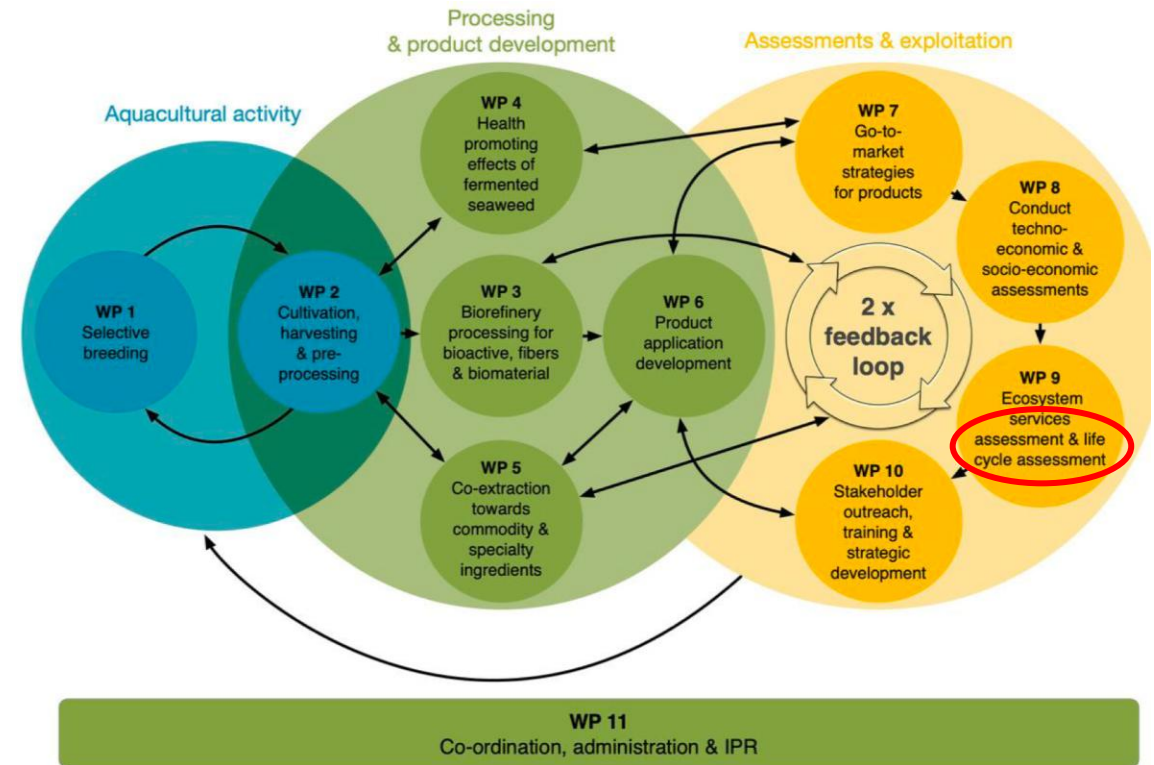 Processing
& product development
Assessments & exploitation
Aquacultural activity
WP 1
Selective
breeding
WP 2
Cultivation,
harvesting
& pre-
processing
WP 4
Health
promoting
effects of
fermented
seaweed
WP 3
Biorefinery
processing for
bioactive, fibers
& biomaterial
WP 5
Co-extraction
towards
commodity &
specialty
ingredients
WP 6
Product
application
development
WP 7
Go-to-
market
strategies
for products
WP 8
Conduct
techno-
economic &
socio-economic
assessments
2 x
feedback
loop
WP 9
Ecosystem
services
assessment & life
cycle assessment
WP 10
Stakeholder
outreach,
training &
strategic
development
WP 11
Co-ordination, administration & IPR